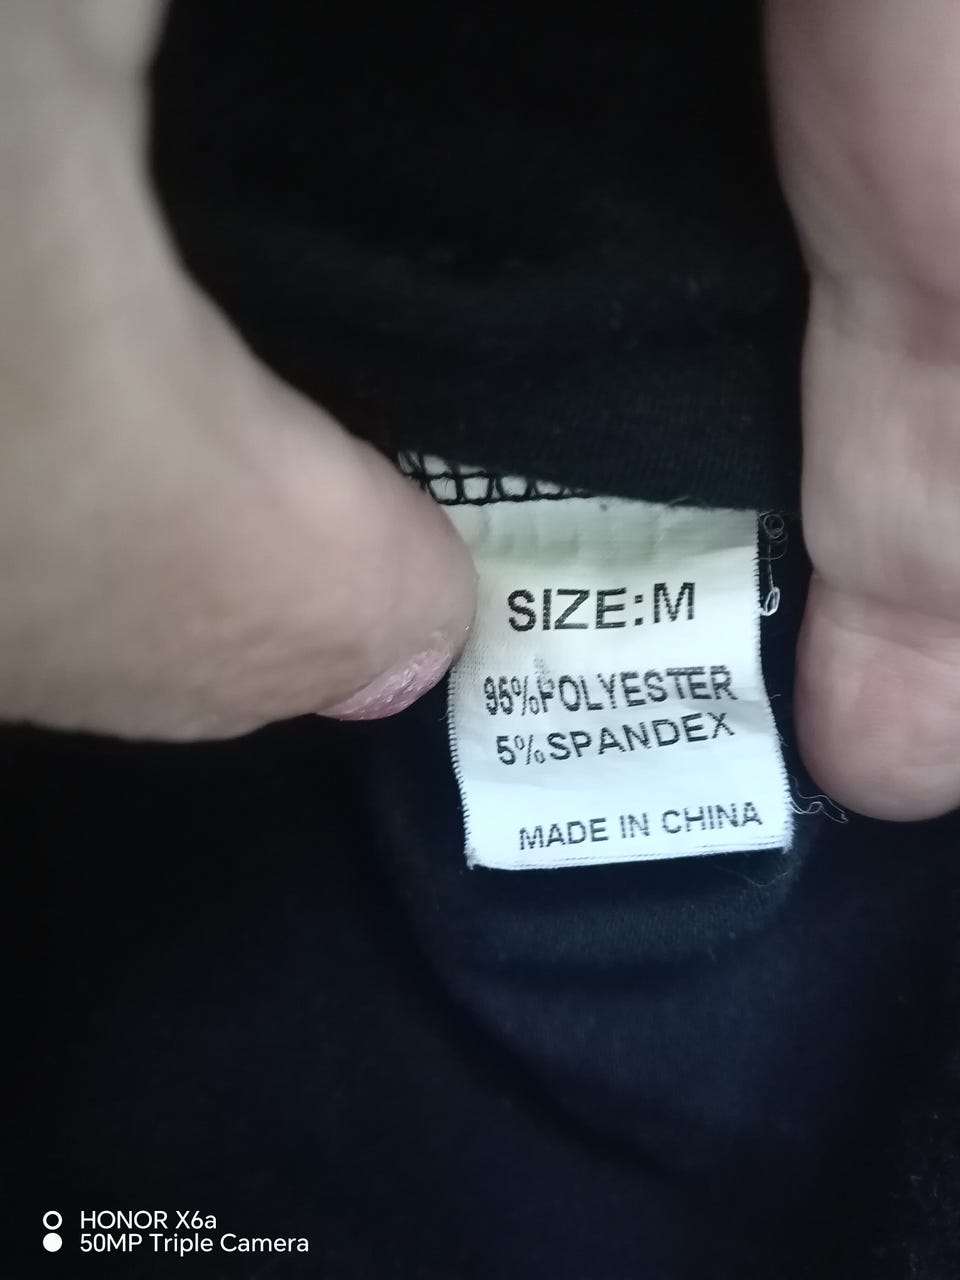 SIZE:M
95%POLYESTER
5%SPANDEX
MADE IN CHINA
HONOR X6a
50MP Triple Camera